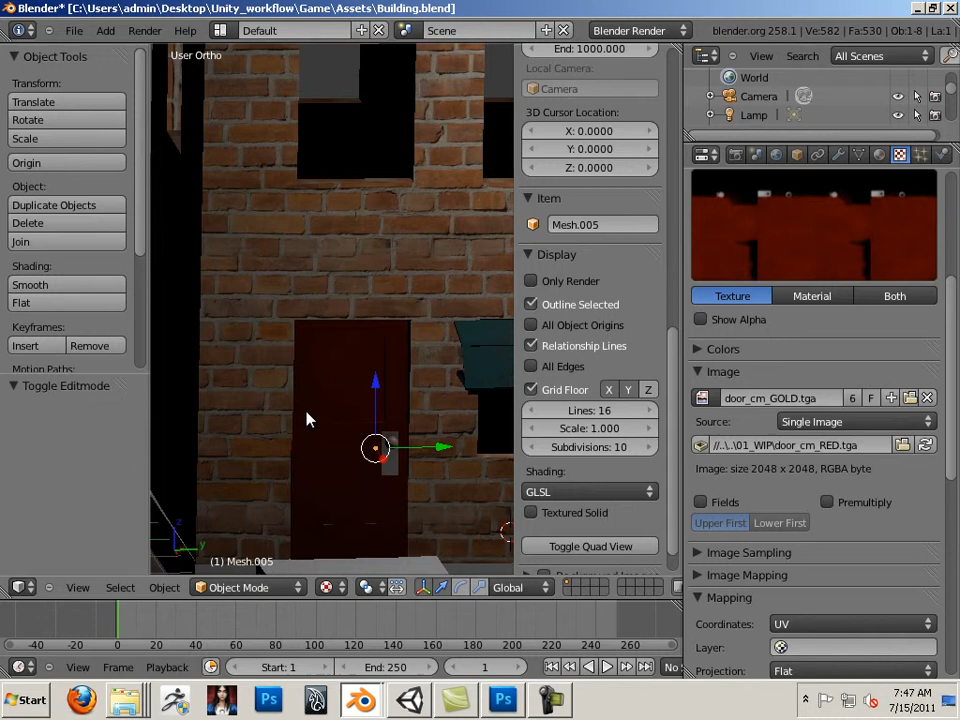 Blender* [C:\Users\admin\Desktop\Unity_workflow\Game\Assets\Building.blend]
File Add Render Help Default Scene Blender Render blender.org 258.1 Ve:582 Fa:530 Ob:1-8 La:1
Object Tools
Transform:
Translate
Rotate
Scale
Origin
Object:
Duplicate Objects
Delete
Join
Shading:
Smooth
Flat
Keyframes:
Insert Remove
Motion Paths:
Toggle Editmode
User Ortho
z
y
(1) Mesh.005
End: 1000.000
Local Camera:
Camera
3D Cursor Location:
X: 0.0000
Y: 0.0000
Z: 0.0000
Item
Mesh.005
Display
Only Render
Outline Selected
All Object Origins
Relationship Lines
All Edges
Grid Floor X Y Z
Lines: 16
Scale: 1.000
Subdivisions: 10
Shading:
GLSL
Textured Solid
Toggle Quad View
View Search All Scenes
World
Camera
Lamp
Texture Material Both
Show Alpha
Colors
Image
door_cm_GOLD.tga 6 F
Source: Single Image
//..\..\01_WIP\door_cm_RED.tga
Image: size 2048 x 2048, RGBA byte
Fields Premultiply
Upper First Lower First
Image Sampling
Image Mapping
Mapping
Coordinates: UV
Layer:
Projection: Flat
View Select Object Object Mode Global
-40 -20 0 20 40 60 80 100 120 140 160 180 200 220 240 260
View Frame Playback Start: 1 End: 250 1 No
Start
Ps
Ps
7:47 AM
7/15/2011